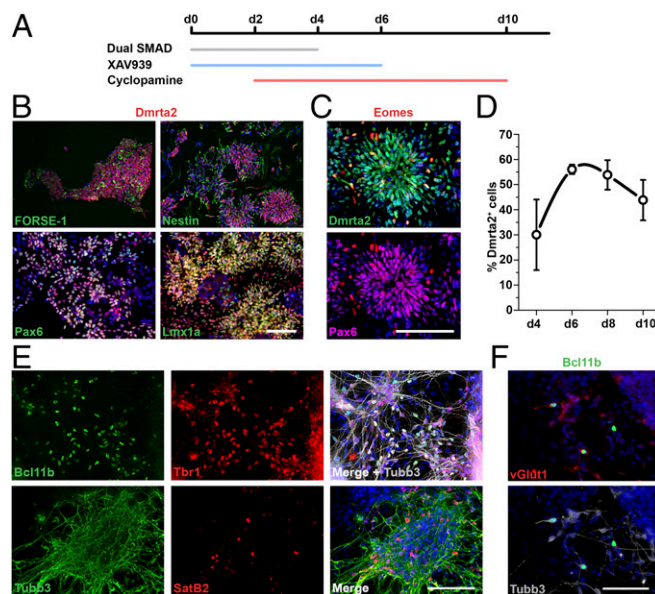 A
d0 d2 d4 d6 d10
Dual SMAD
XAV939
Cyclopamine
B
Dmrta2
FORSE-1
Nestin
Pax6
Lmx1a
C
Eomes
Dmrta2
Pax6
D
% Dmrta2+ cells
70
60
50
40
30
20
10
0
d4 d6 d8 d10
E
Bcl11b
Tbr1
Merge + Tubb3
Tubb3
SatB2
Merge
F
Bcl11b
vGlut1
Tubb3